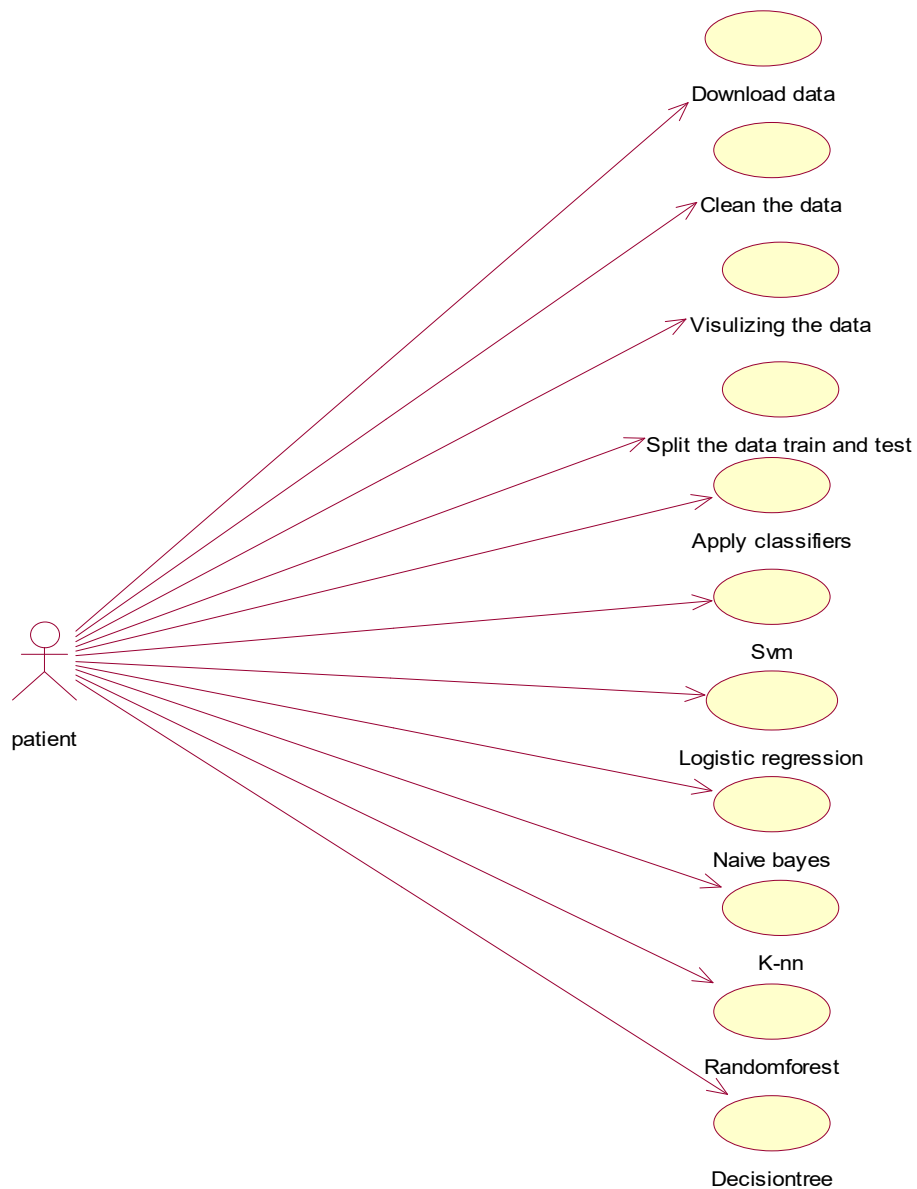 Download data
Clean the data
Visulizing the data
Split the data train and test
Apply classifiers
Svm
patient
Logistic regression
Naive bayes
K-nn
Randomforest
Decisiontree